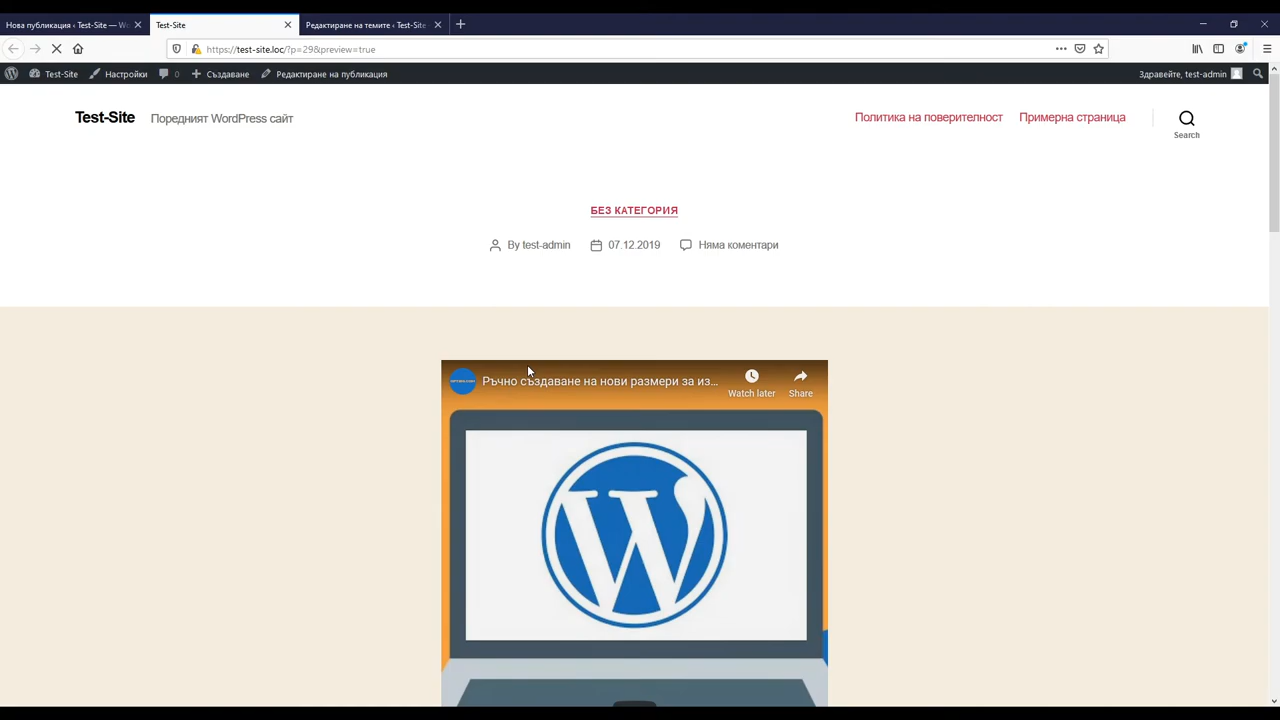 Нова публикация ‹ Test-Site — W
Test-Site
Редактиране на темите ‹ Test-Site
https://test-site.loc/?p=29&preview=true
Test-Site
Настройки
0
Създаване
Редактиране на публикация
Здравейте, test-admin
Test-Site
Поредният WordPress сайт
Политика на поверителност
Примерна страница
Search
БЕЗ КАТЕГОРИЯ
By test-admin
07.12.2019
Няма коментари
Ръчно създаване на нови размери за из...
Watch later
Share